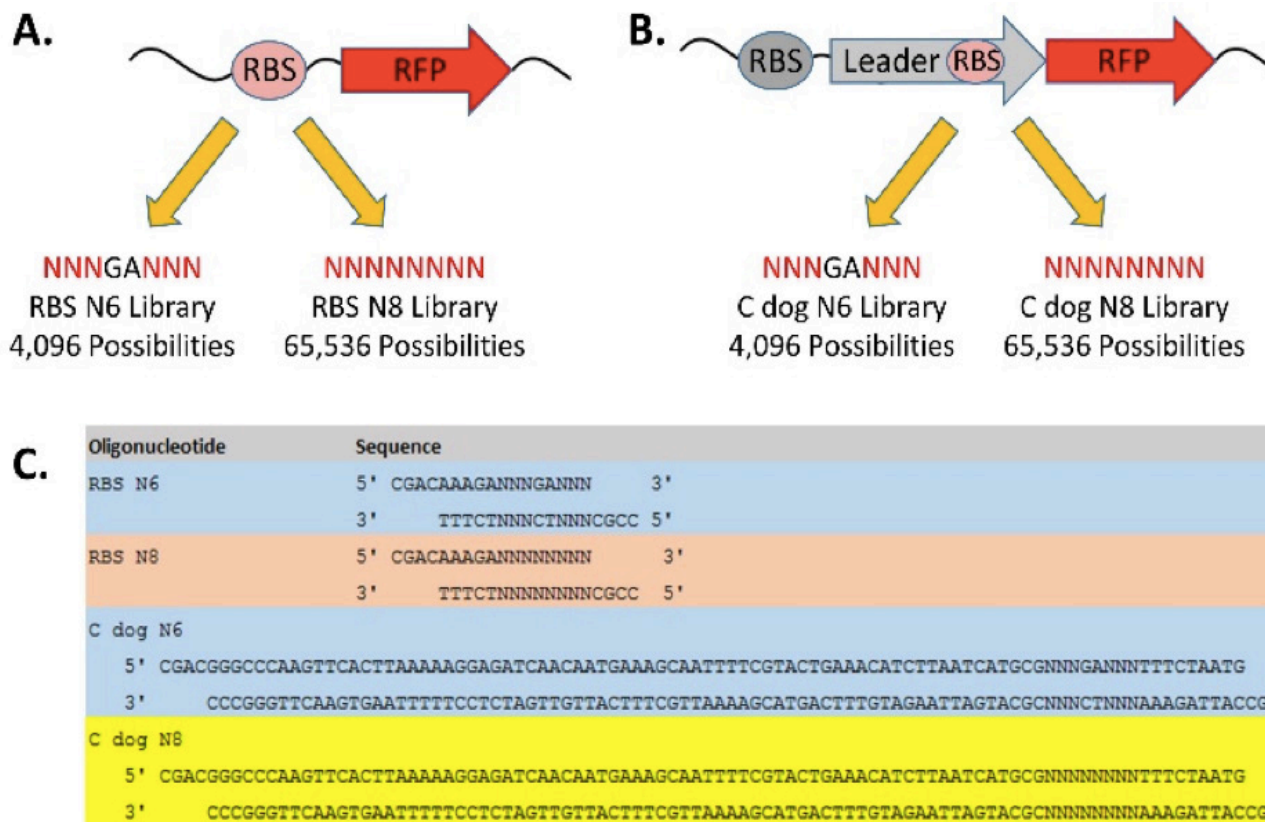 A.
RBS
RFP
NNNGANNN
RBS N6 Library
4,096 Possibilities
NNNNNNNN
RBS N8 Library
65,536 Possibilities
B.
RBS
Leader
RBS
RFP
NNNGANNN
C dog N6 Library
4,096 Possibilities
NNNNNNNN
C dog N8 Library
65,536 Possibilities
C.
Oligonucleotide Sequence
RBS N6 5' CGACAAAGANNNGANNN 3'
3' TTTCTNNNCTNNNCGCC 5'
RBS N8 5' CGACAAAGANNNNNNNN 3'
3' TTTCTNNNNNNNNCGCC 5'
C dog N6
5' CGACGGGCCCAAGTTCACTTAAAAAGGAGATCAACAATGAAAGCAATTTTCGTACTGAAACATCTTAATCATGCGNNNGANNNTTTCTAATG
3' CCCGGGTTCAAGTGAATTTTTCCTCTAGTTGTTACTTTCGTTAAAAGCATGACTTTGTAGAATTAGTACGCNNNCTNNNAAAGATTACCG
C dog N8
5' CGACGGGCCCAAGTTCACTTAAAAAGGAGATCAACAATGAAAGCAATTTTCGTACTGAAACATCTTAATCATGCGNNNNNNNNTTTCTAATG
3' CCCGGGTTCAAGTGAATTTTTCCTCTAGTTGTTACTTTCGTTAAAAGCATGACTTTGTAGAATTAGTACGCNNNNNNNNAAAGATTACCG